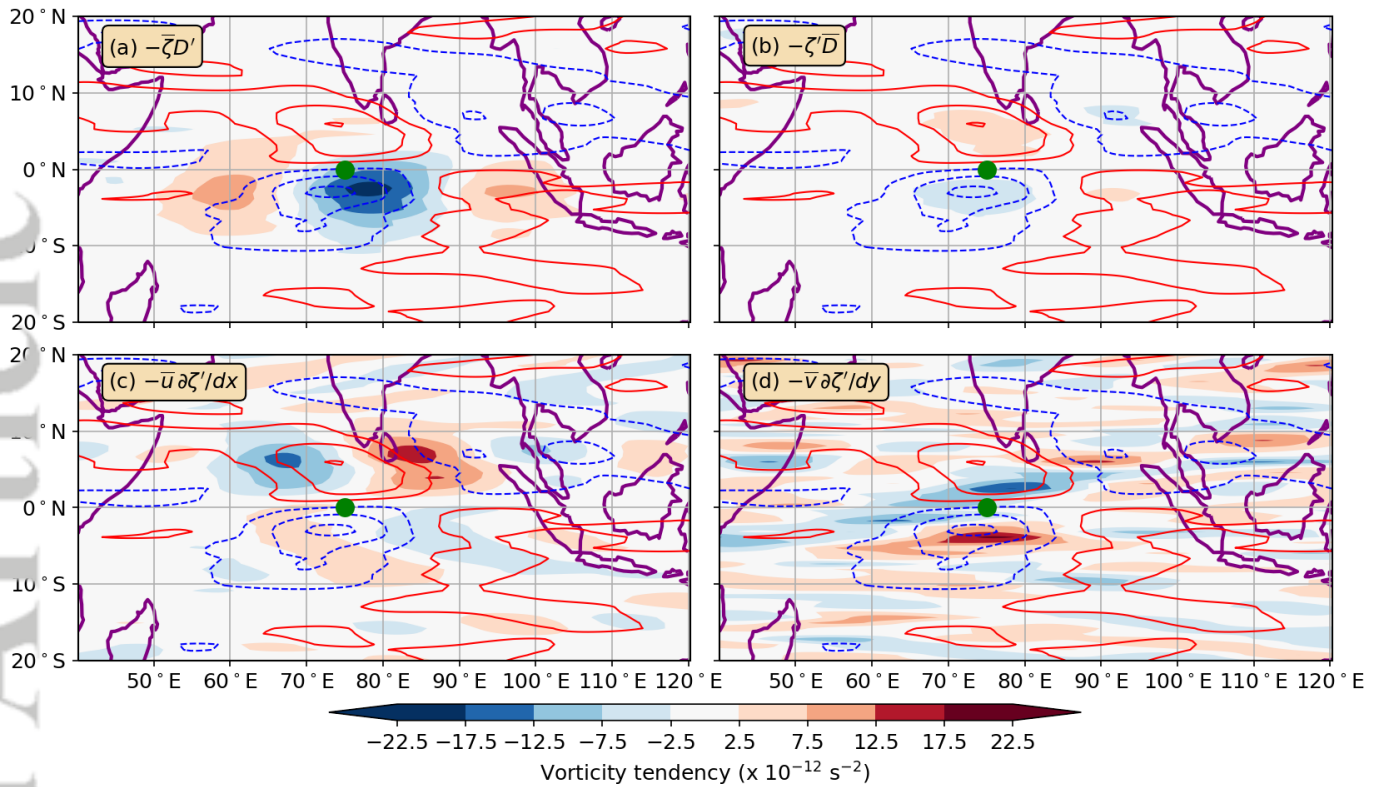 20°N
(a) −ζ̅D′
(b) −ζ′D̅
10°N
0°N
0°S
20°S
20°N
(c) −u̅ ∂ζ′/dx
(d) −v̅ ∂ζ′/dy
10°N
0°N
10°S
20°S
50°E 60°E 70°E 80°E 90°E 100°E 110°E 120°E 50°E 60°E 70°E 80°E 90°E 100°E 110°E 120°E
−22.5 −17.5 −12.5 −7.5 −2.5 2.5 7.5 12.5 17.5 22.5
Vorticity tendency (x 10⁻¹² s⁻²)